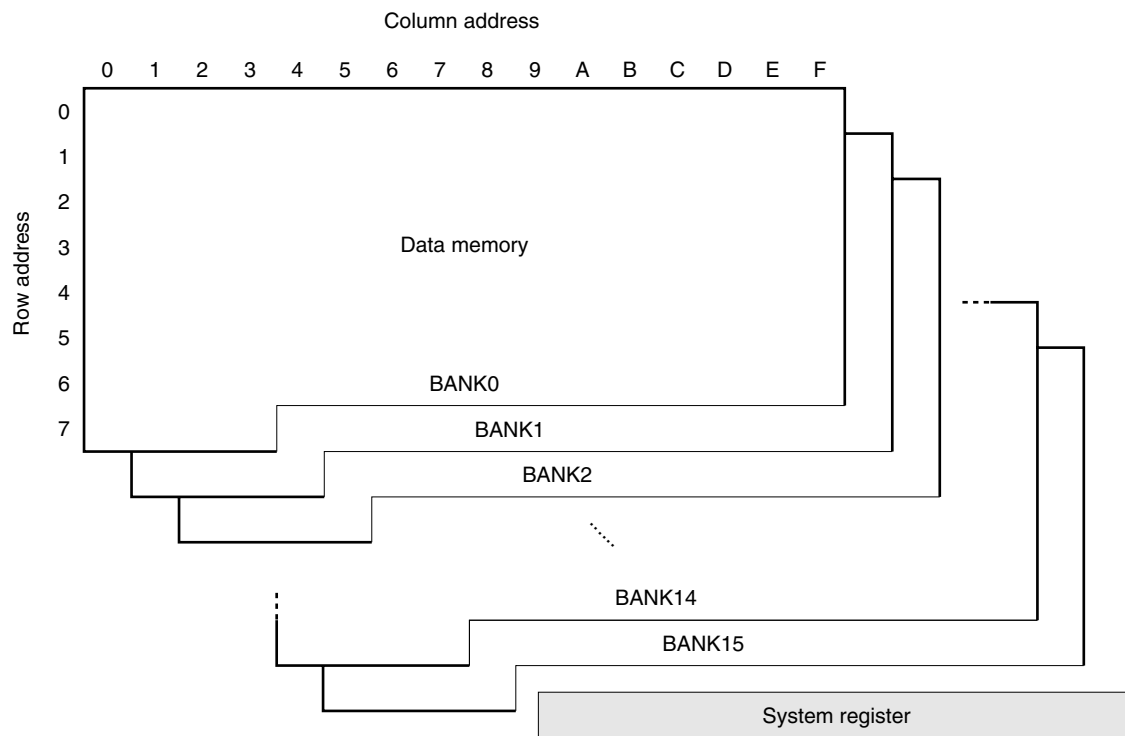 Column address
0 1 2 3 4 5 6 7 8 9 A B C D E F
0
1
2
3
4
5
6
7
Row address
Data memory
BANK0
BANK1
BANK2
BANK14
BANK15
System register